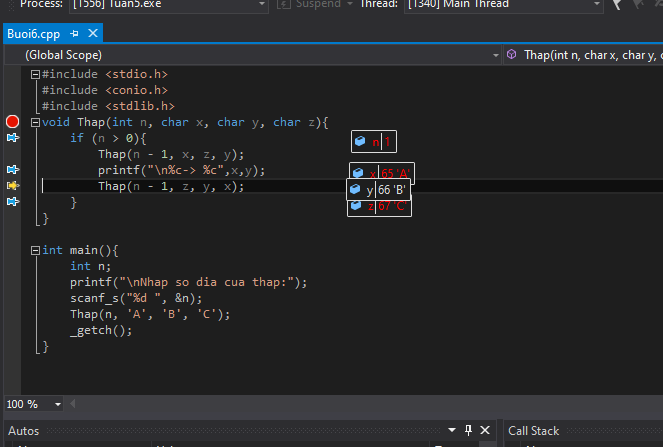 Process: [1556] Tuan5.exe Suspend Thread: [1340] Main Thread
Buoi6.cpp
(Global Scope) Thap(int n, char x, char y, c
#include <stdio.h>
#include <conio.h>
#include <stdlib.h>
void Thap(int n, char x, char y, char z){
if (n > 0){
n 1
Thap(n - 1, x, z, y);
printf("\n%c-> %c",x,y);
x 65 'A'
Thap(n - 1, z, y, x);
y 66 'B'
z 67 'C'
}
}
int main(){
int n;
printf("\nNhap so dia cua thap:");
scanf_s("%d ", &n);
Thap(n, 'A', 'B', 'C');
_getch();
}
100 %
Autos Call Stack